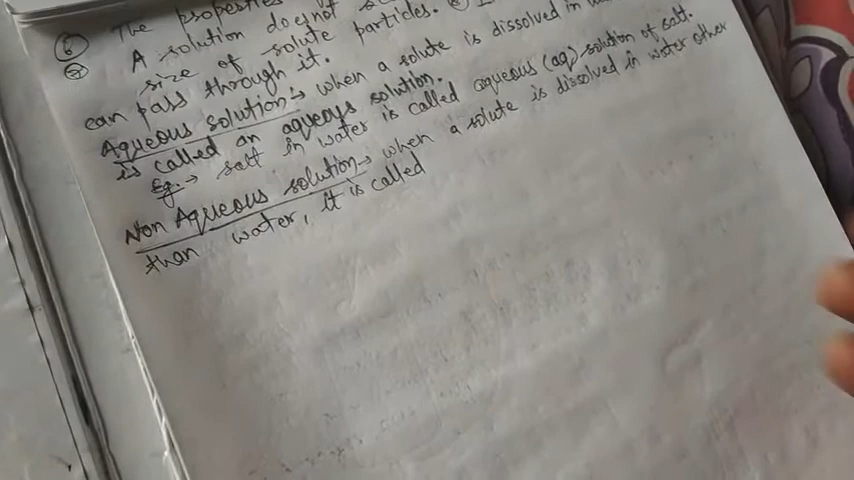 ⑥ The properties
⑦ A solution does not
size of solute particles. ⑧
can pass through it.
Aqueous solution :→ when a solute is dissolved in
is called an aqueoys solution.
Eg. :→ salt in water is called aqueous (aq) solution of salt.
Non Aqueous solution → when a solute is dissolved in water other
than water, it is called